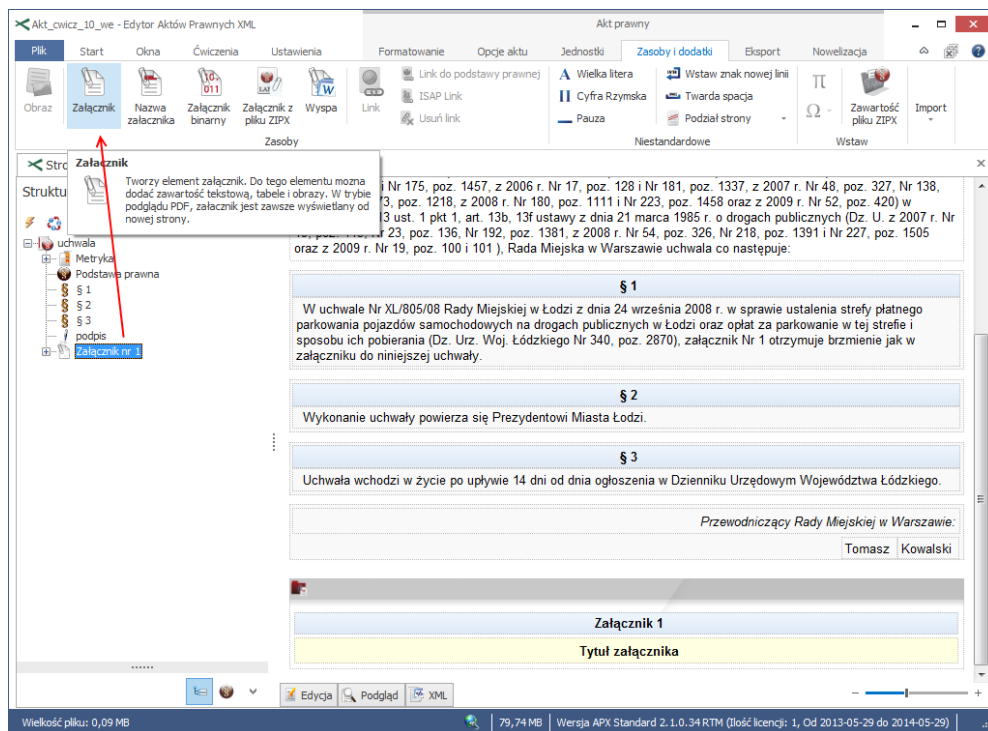 Akt_cwicz_10_we - Edytor Aktów Prawnych XML
Akt prawny
Plik Start Okna Ćwiczenia Ustawienia Formatowanie Opcje aktu Jednostki Zasoby i dodatki Eksport Nowelizacja
Obraz
Załącznik
Nazwa załącznika
Załącznik binarny
Załącznik z pliku ZIPX
Wyspa
Link
Link do podstawy prawnej
ISAP Link
Usuń link
A Wielka litera
Cyfra Rzymska
Pauza
Wstaw znak nowej linii
Twarda spacja
Podział strony
π
Ω
Zawartość pliku ZIPX
Import
Zasoby
Niestandardowe
Wstaw
Stro
Załącznik
Tworzy element załącznik. Do tego elementu mozna
dodać zawartość tekstową, tabele i obrazy. W trybie
podglądu PDF, załacznik jest zawsze wyświetlany od
nowej strony.
Struktu
uchwala
Metryka
Podstawa prawna
§ § 1
§ § 2
§ § 3
podpis
Załącznik nr 1
i Nr 175, poz. 1457, z 2006 r. Nr 17, poz. 128 i Nr 181, poz. 1337, z 2007 r. Nr 48, poz. 327, Nr 138,
73, poz. 1218, z 2008 r. Nr 180, poz. 1111 i Nr 223, poz. 1458 oraz z 2009 r. Nr 52, poz. 420) w
13 ust. 1 pkt 1, art. 13b, 13f ustawy z dnia 21 marca 1985 r. o drogach publicznych (Dz. U. z 2007 r. Nr
23, poz. 136, Nr 192, poz. 1381, z 2008 r. Nr 54, poz. 326, Nr 218, poz. 1391 i Nr 227, poz. 1505
oraz z 2009 r. Nr 19, poz. 100 i 101 ), Rada Miejska w Warszawie uchwala co następuje:
§ 1
W uchwale Nr XL/805/08 Rady Miejskiej w Łodzi z dnia 24 września 2008 r. w sprawie ustalenia strefy płatnego
parkowania pojazdów samochodowych na drogach publicznych w Łodzi oraz opłat za parkowanie w tej strefie i
sposobu ich pobierania (Dz. Urz. Woj. Łódzkiego Nr 340, poz. 2870), załącznik Nr 1 otrzymuje brzmienie jak w
załączniku do niniejszej uchwały.
§ 2
Wykonanie uchwały powierza się Prezydentowi Miasta Łodzi.
§ 3
Uchwała wchodzi w życie po upływie 14 dni od dnia ogłoszenia w Dzienniku Urzędowym Województwa Łódzkiego.
Przewodniczący Rady Miejskiej w Warszawie:
Tomasz Kowalski
Załącznik 1
Tytuł załącznika
Edycja Podgląd XML
Wielkość pliku: 0,09 MB
79,74 MB
Wersja APX Standard 2.1.0.34 RTM (Ilość licencji: 1, Od 2013-05-29 do 2014-05-29)